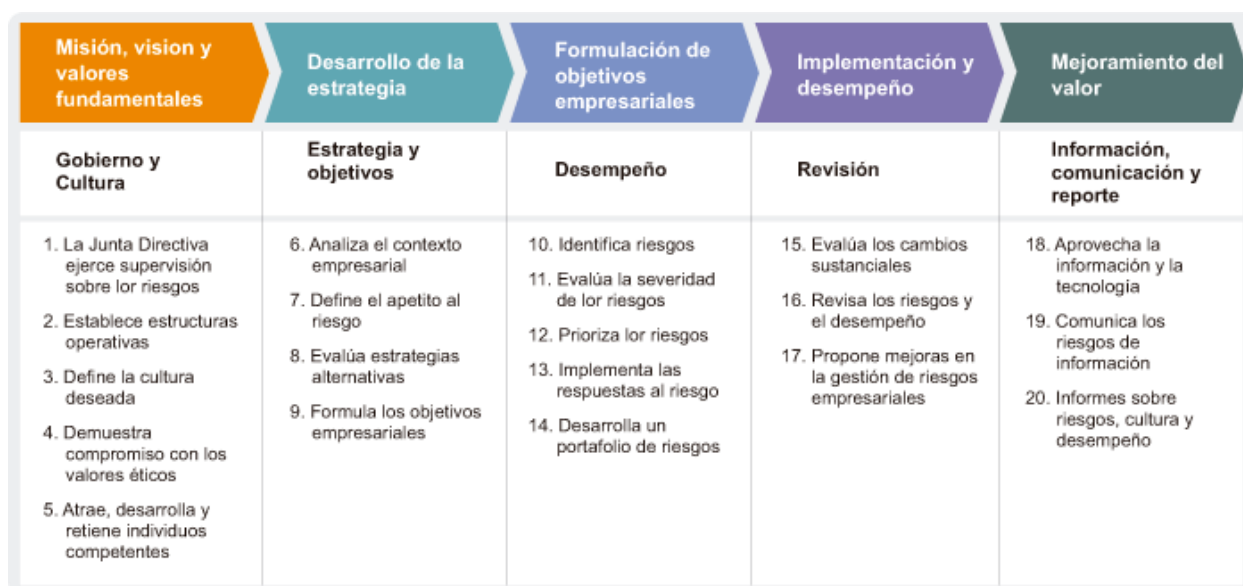 Misión, vision y
valores
fundamentales
Desarrollo de la
estrategia
Formulación de
objetivos
empresariales
Implementación y
desempeño
Mejoramiento del
valor
Gobierno y
Cultura
Estrategia y
objetivos
Desempeño
Revisión
Información,
comunicación y
reporte
1. La Junta Directiva
ejerce supervisión
sobre lor riesgos
2. Establece estructuras
operativas
3. Define la cultura
deseada
4. Demuestra
compromiso con los
valores éticos
5. Atrae, desarrolla y
retiene individuos
competentes
6. Analiza el contexto
empresarial
7. Define el apetito al
riesgo
8. Evalúa estrategias
alternativas
9. Formula los objetivos
empresariales
10. Identifica riesgos
11. Evalúa la severidad
de lor riesgos
12. Prioriza lor riesgos
13. Implementa las
respuestas al riesgo
14. Desarrolla un
portafolio de riesgos
15. Evalúa los cambios
sustanciales
16. Revisa los riesgos y
el desempeño
17. Propone mejoras en
la gestión de riesgos
empresariales
18. Aprovecha la
información y la
tecnología
19. Comunica los
riesgos de
información
20. Informes sobre
riesgos, cultura y
desempeño